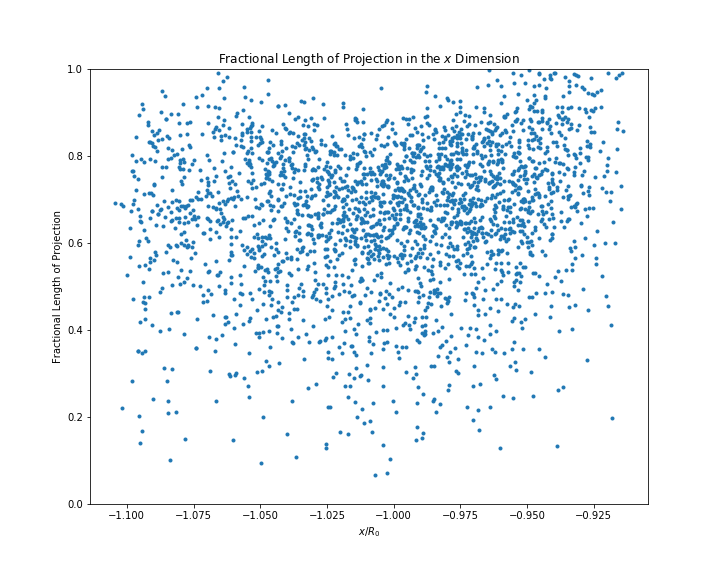 Fractional Length of Projection in the x Dimension
Fractional Length of Projection
1.0
0.8
0.6
0.4
0.2
0.0
−1.100 −1.075 −1.050 −1.025 −1.000 −0.975 −0.950 −0.925
x/R₀